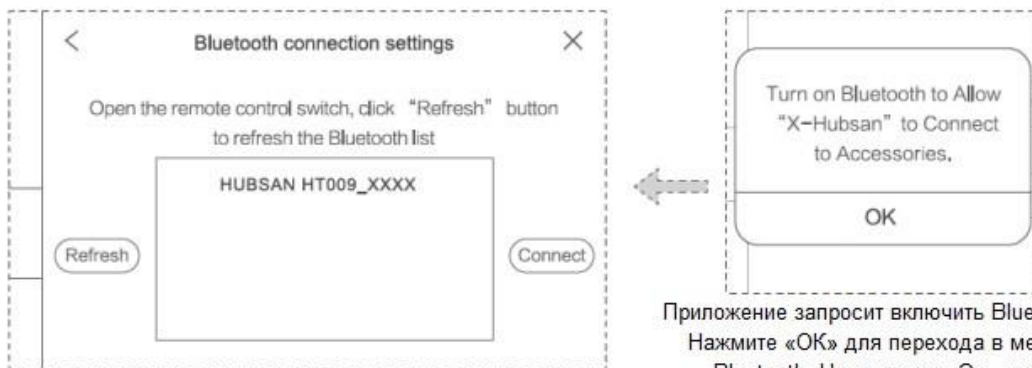 Bluetooth connection settings
Open the remote control switch, click “Refresh” button
to refresh the Bluetooth list
HUBSAN HT009_XXXX
Refresh
Connect
Turn on Bluetooth to Allow
“X-Hubsan” to Connect
to Accessories.
OK
Приложение запросит включить
Нажмите «ОК» для перехода в